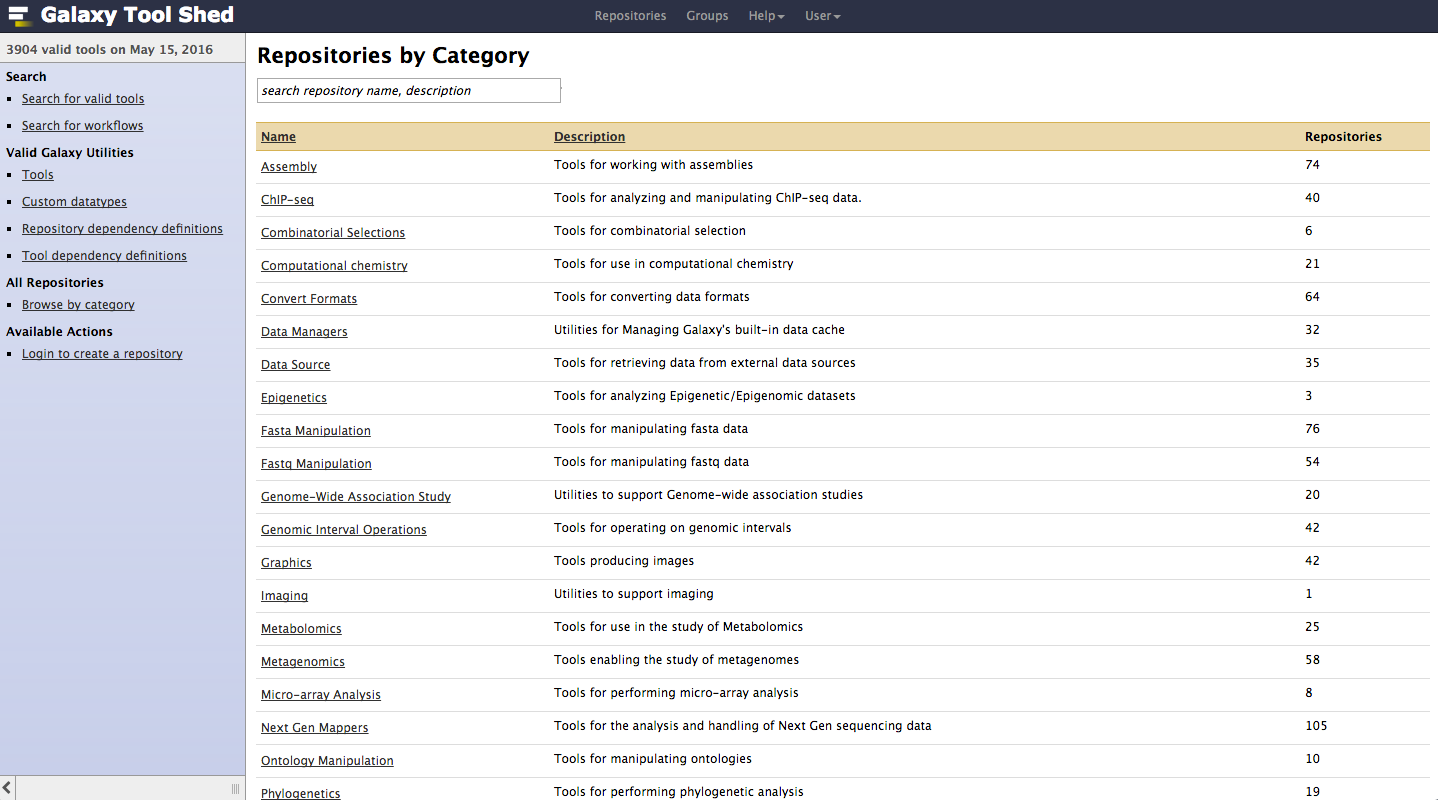 Galaxy Tool Shed
Repositories Groups Help User
3904 valid tools on May 15, 2016
Search
Search for valid tools
Search for workflows
Valid Galaxy Utilities
Tools
Custom datatypes
Repository dependency definitions
Tool dependency definitions
All Repositories
Browse by category
Available Actions
Login to create a repository
Repositories by Category
search repository name, description
Name Description Repositories
Assembly Tools for working with assemblies 74
ChIP-seq Tools for analyzing and manipulating ChIP-seq data. 40
Combinatorial Selections Tools for combinatorial selection 6
Computational chemistry Tools for use in computational chemistry 21
Convert Formats Tools for converting data formats 64
Data Managers Utilities for Managing Galaxy's built-in data cache 32
Data Source Tools for retrieving data from external data sources 35
Epigenetics Tools for analyzing Epigenetic/Epigenomic datasets 3
Fasta Manipulation Tools for manipulating fasta data 76
Fastq Manipulation Tools for manipulating fastq data 54
Genome-Wide Association Study Utilities to support Genome-wide association studies 20
Genomic Interval Operations Tools for operating on genomic intervals 42
Graphics Tools producing images 42
Imaging Utilities to support imaging 1
Metabolomics Tools for use in the study of Metabolomics 25
Metagenomics Tools enabling the study of metagenomes 58
Micro-array Analysis Tools for performing micro-array analysis 8
Next Gen Mappers Tools for the analysis and handling of Next Gen sequencing data 105
Ontology Manipulation Tools for manipulating ontologies 10
Phylogenetics Tools for performing phylogenetic analysis 19